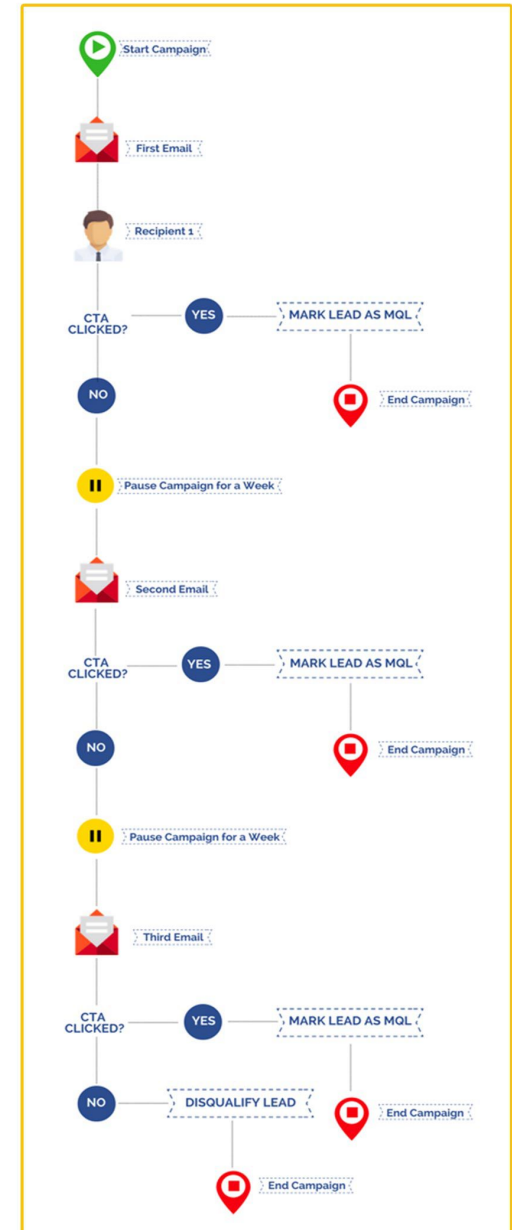 Start Campaign
First Email
Recipient 1
CTA
CLICKED?
YES
MARK LEAD AS MQL
NO
End Campaign
Pause Campaign for a Week
Second Email
CTA
CLICKED?
YES
MARK LEAD AS MQL
NO
End Campaign
Pause Campaign for a Week
Third Email
CTA
CLICKED?
YES
MARK LEAD AS MQL
NO
DISQUALIFY LEAD
End Campaign
End Campaign